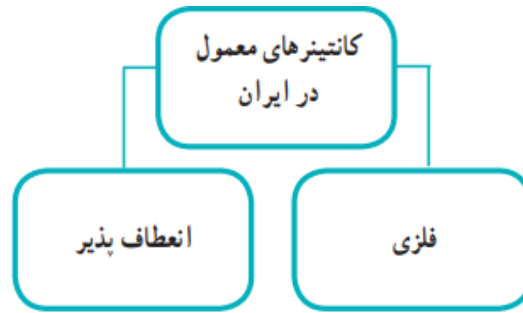 کانتینرهای معمول
در ایران
فلزی
انعطاف پذیر